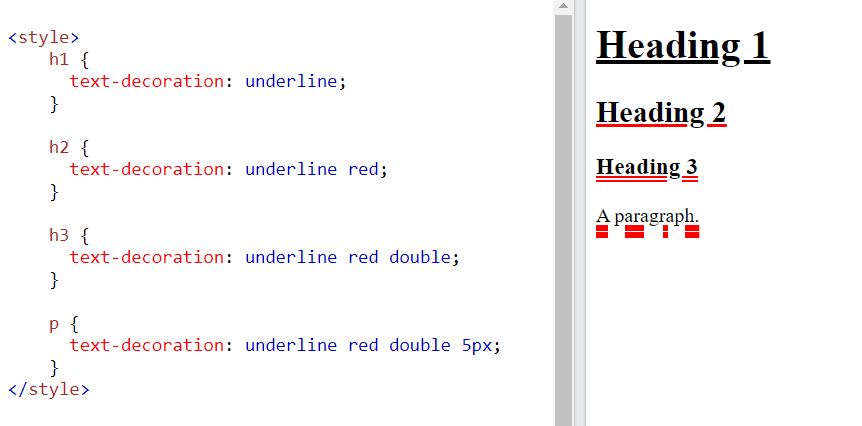 <style>
h1 {
text-decoration: underline;
}
h2 {
text-decoration: underline red;
}
h3 {
text-decoration: underline red double;
}
p {
text-decoration: underline red double 5px;
}
</style>
Heading 1
Heading 2
Heading 3
A paragraph.